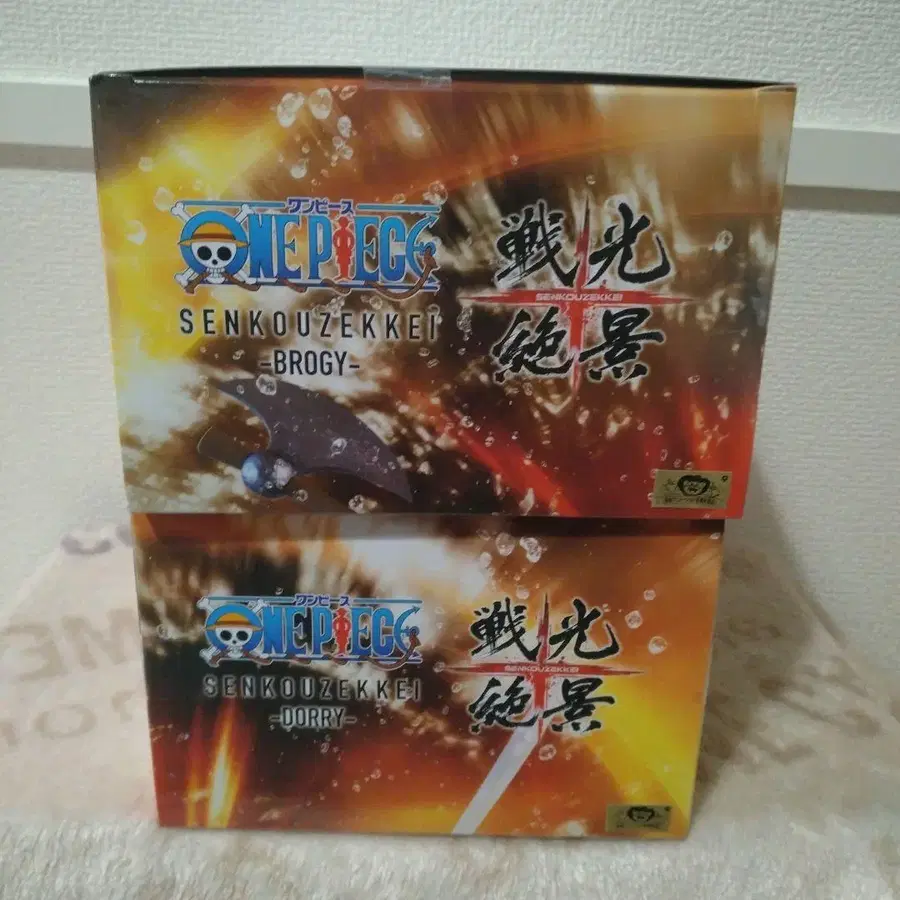 ワンピース
ONE PIECE
SENKOUZEKKEI
-BROGY-
戦光
SENKOUZEKKEI
絶景
ワンピース
ONE PIECE
SENKOUZEKKEI
-DORRY-
戦光
SENKOUZEKKEI
絶景